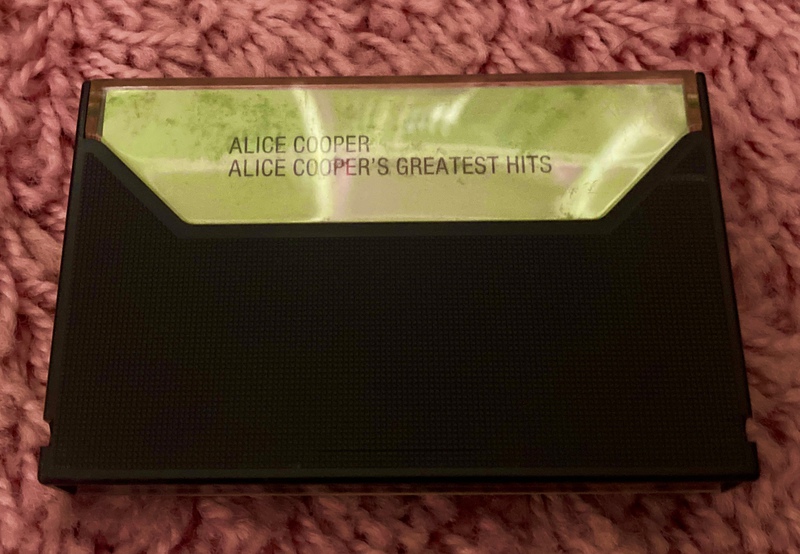 ALICE COOPER
ALICE COOPER'S GREATEST HITS